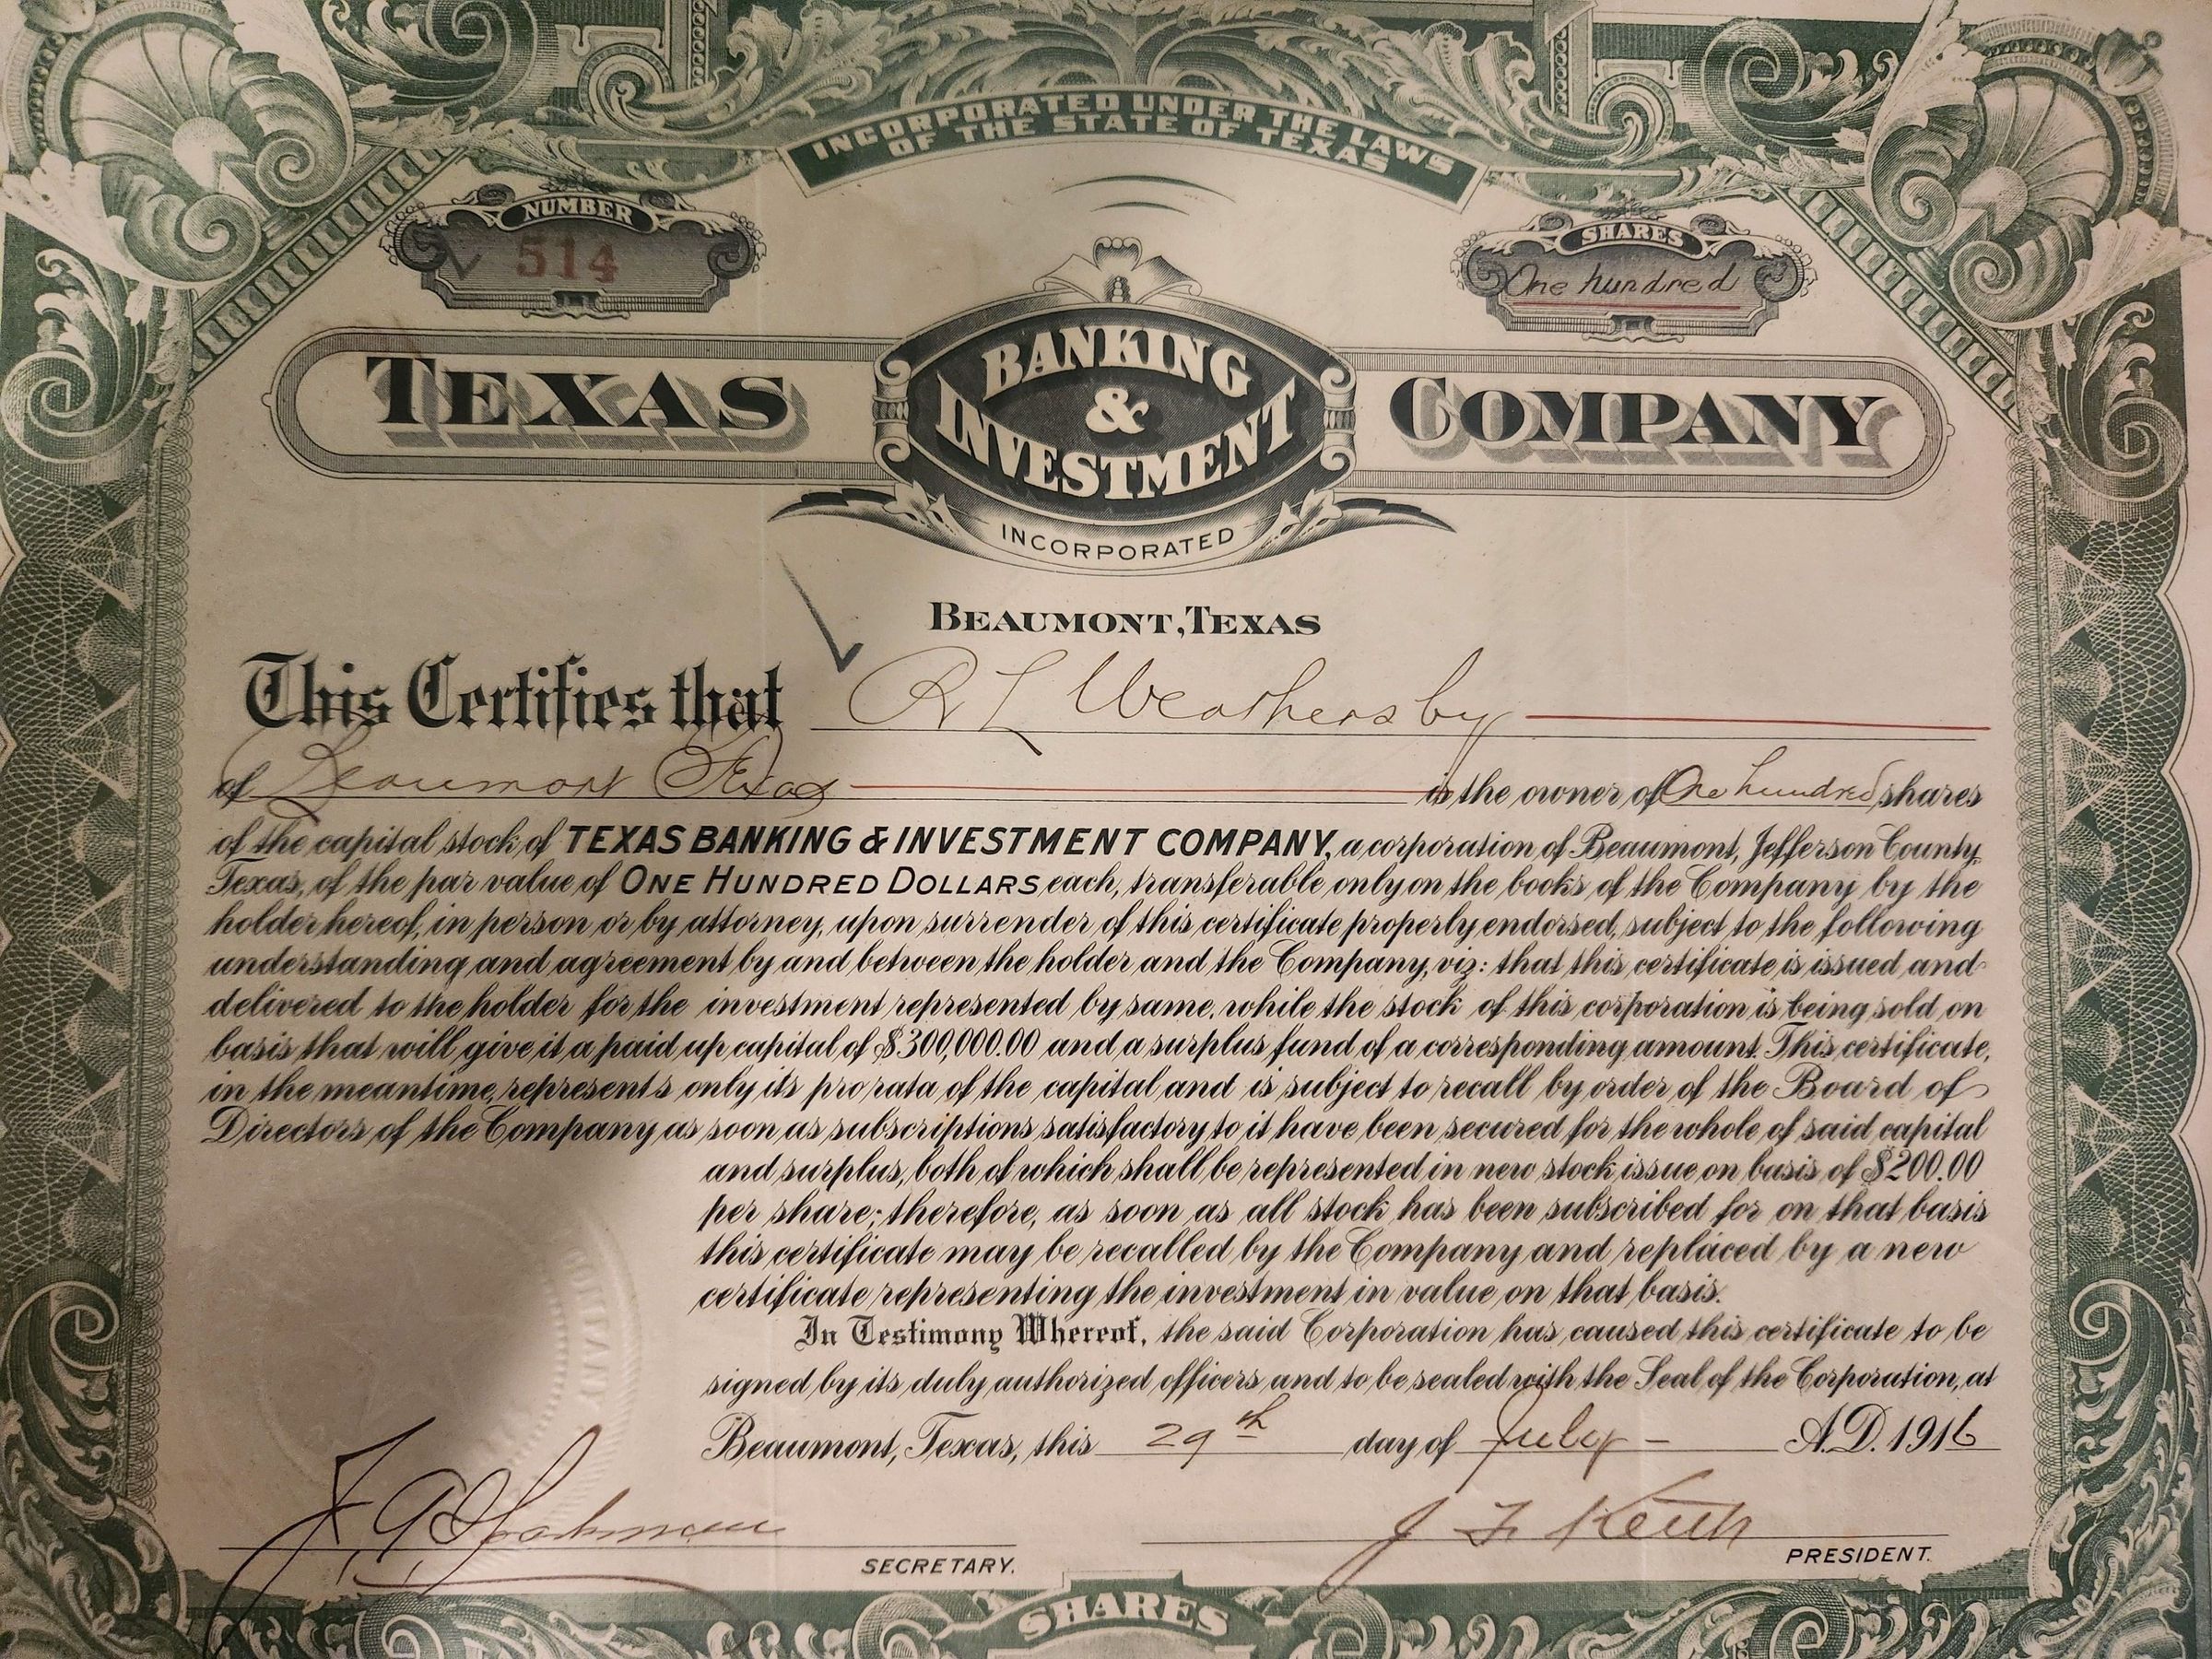 INCORPORATED UNDER THE LAWS
OF THE STATE OF TEXAS
NUMBER
514
SHARES
One hundred
TEXAS
BANKING
&
INVESTMENT
COMPANY
INCORPORATED
BEAUMONT, TEXAS
This Certifies that R L Weathersby
of Beaumont Texas is the owner of One hundred shares
of the capital stock of TEXAS BANKING & INVESTMENT COMPANY, a corporation of Beaumont, Jefferson County,
Texas, of the par value of ONE HUNDRED DOLLARS each, transferable only on the books of the Company by the
holder hereof, in person or by attorney, upon surrender of this certificate properly endorsed, subject to the following
understanding and agreement by and between the holder and the Company, viz: that this certificate is issued and
delivered to the holder for the investment represented by same, while the stock of this corporation is being sold on
basis that will give it a paid up capital of $300,000.00 and a surplus fund of a corresponding amount. This certificate,
in the meantime, represents only its pro rata of the capital and is subject to recall by order of the Board of
Directors of the Company as soon as subscriptions satisfactory to it have been secured for the whole of said capital
and surplus, both of which shall be represented in new stock issue on basis of $200.00
per share; therefore, as soon as all stock has been subscribed for on that basis
this certificate may be recalled by the Company and replaced by a new
certificate representing the investment in value on that basis.
In Testimony Whereof, the said Corporation has caused this certificate to be
signed by its duly authorized officers and to be sealed with the Seal of the Corporation, at
Beaumont, Texas, this 29th day of July A.D. 1916
J F Keith
SECRETARY.
PRESIDENT.
SHARES